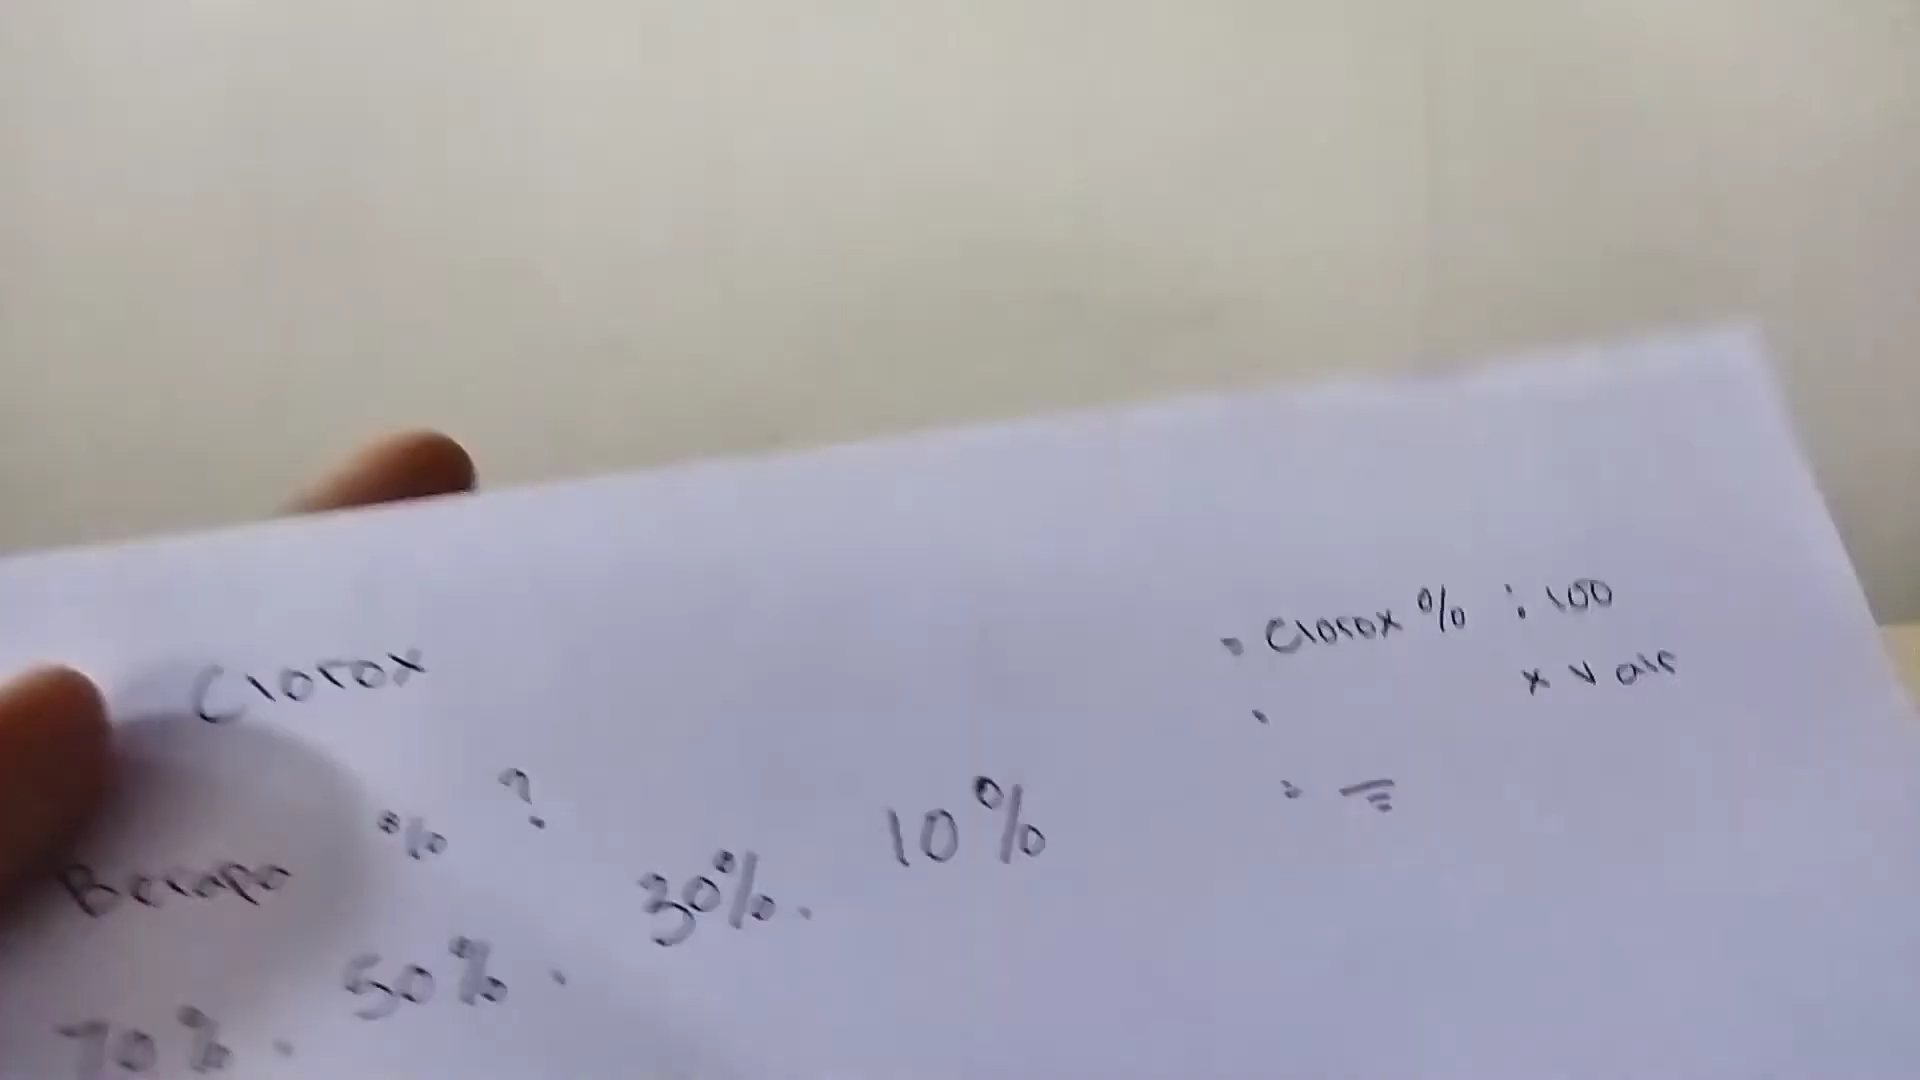 Clorox
Berapa % ?
70%. 50%. 30%. 10%
= Clorox % : 100
x V air
=